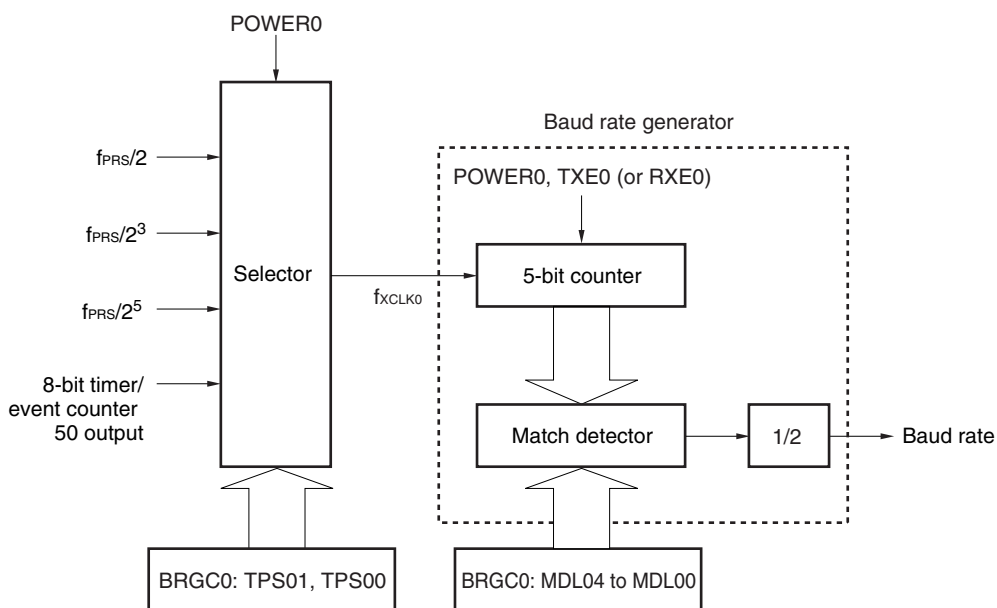 POWER0
Baud rate generator
fPRS/2
POWER0, TXE0 (or RXE0)
fPRS/2³
Selector
5-bit counter
fXCLK0
fPRS/2⁵
8-bit timer/
event counter
50 output
Match detector
1/2
Baud rate
BRGC0: TPS01, TPS00
BRGC0: MDL04 to MDL00